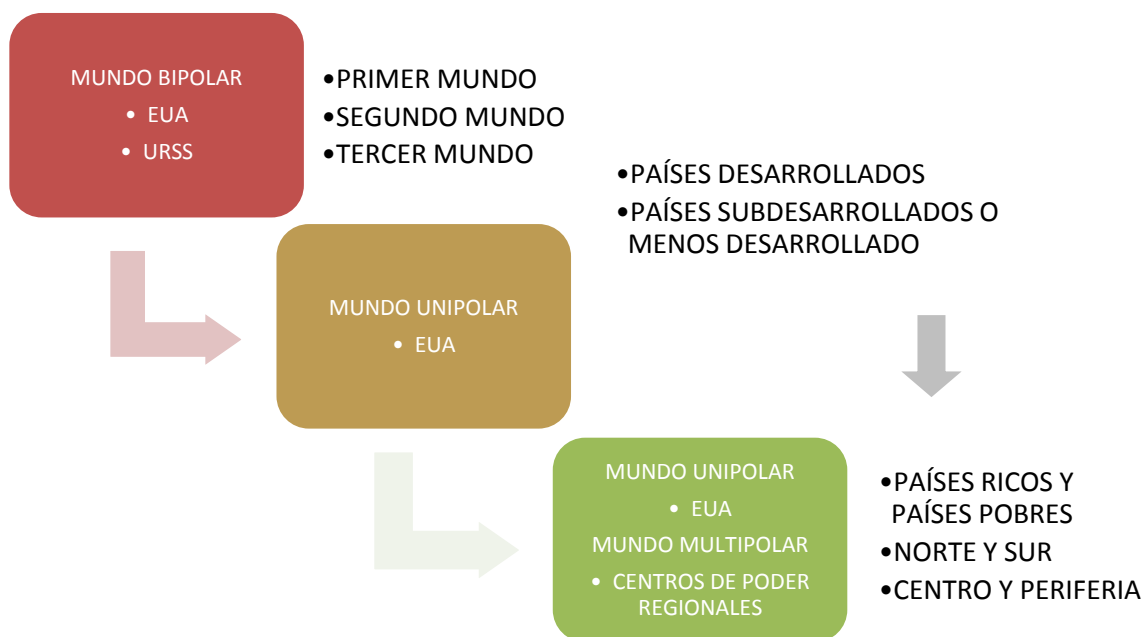 MUNDO BIPOLAR
• EUA
• URSS
•PRIMER MUNDO
•SEGUNDO MUNDO
•TERCER MUNDO
•PAÍSES DESARROLLADOS
•PAÍSES SUBDESARROLLADOS O
MENOS DESARROLLADO
MUNDO UNIPOLAR
• EUA
MUNDO UNIPOLAR
• EUA
MUNDO MULTIPOLAR
• CENTROS DE PODER
REGIONALES
•PAÍSES RICOS Y
PAÍSES POBRES
•NORTE Y SUR
•CENTRO Y PERIFERIA